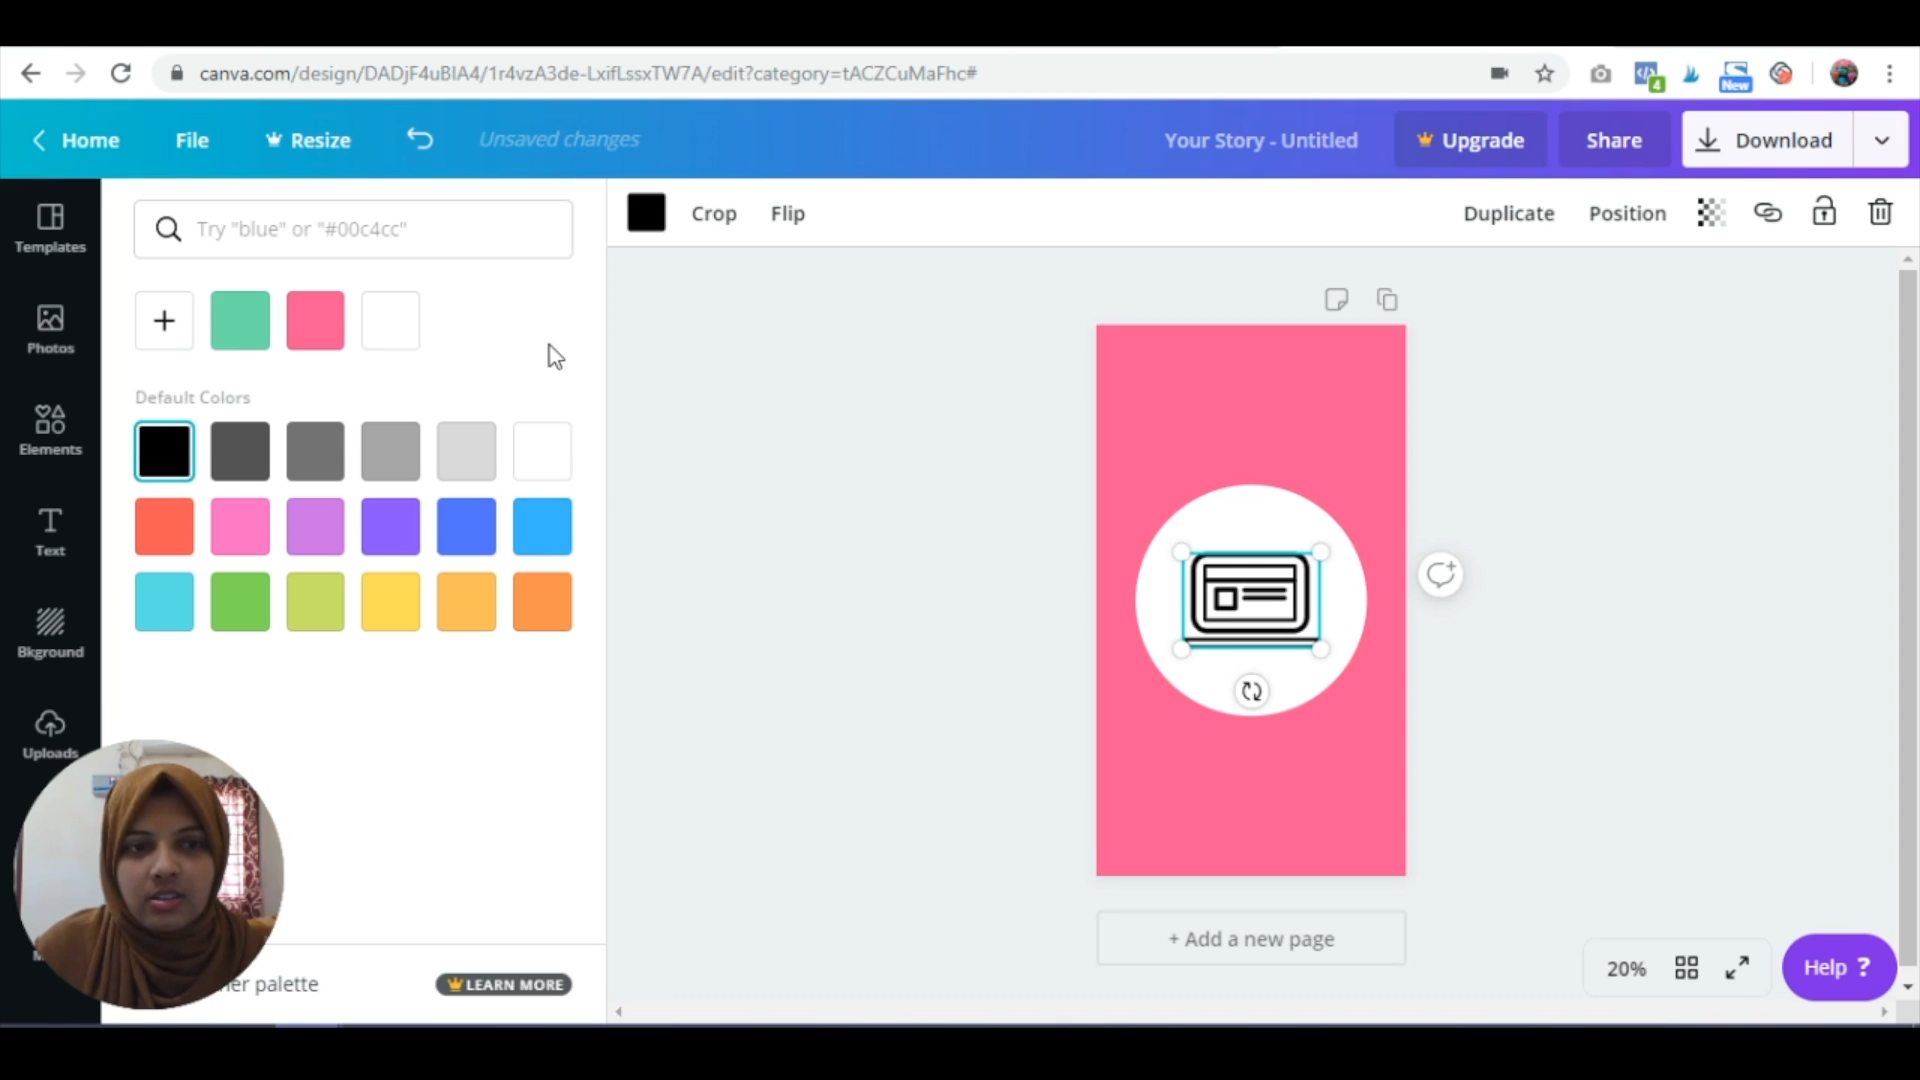 canva.com/design/DADjF4uBIA4/1r4vzA3de-LxifLssxTW7A/edit?category=tACZCuMaFhc#
4
New
Home
File
Resize
Unsaved changes
Your Story - Untitled
Upgrade
Share
Download
Templates
Photos
Elements
Text
Bkground
Uploads
Try "blue" or "#00c4cc"
+
Default Colors
palette
LEARN MORE
Crop
Flip
Duplicate
Position
+ Add a new page
20%
Help ?